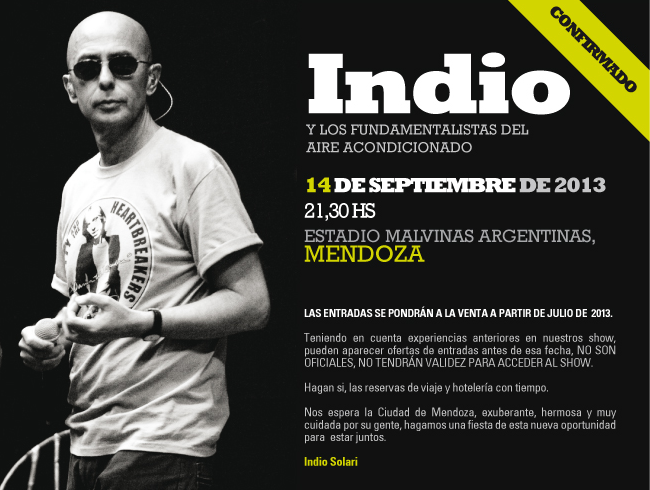 CONFIRMADO
Indio
Y LOS FUNDAMENTALISTAS DEL
AIRE ACONDICIONADO
14 DE SEPTIEMBRE DE 2013
21,30 HS
ESTADIO MALVINAS ARGENTINAS,
MENDOZA
LAS ENTRADAS SE PONDRÁN A LA VENTA A PARTIR DE JULIO DE 2013.
Teniendo en cuenta experiencias anteriores en nuestros show,
pueden aparecer ofertas de entradas antes de esa fecha, NO SON
OFICIALES, NO TENDRÁN VALIDEZ PARA ACCEDER AL SHOW.
Hagan si, las reservas de viaje y hotelería con tiempo.
Nos espera la Ciudad de Mendoza, exuberante, hermosa y muy
cuidada por su gente, hagamos una fiesta de esta nueva oportunidad
para estar juntos.
Indio Solari
HEARTBREAKERS